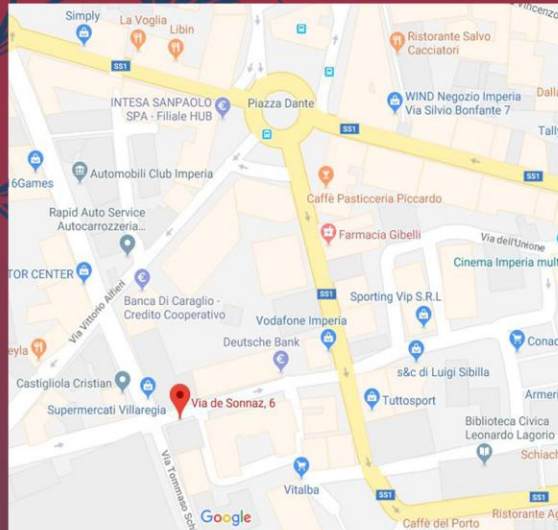 Simply
La Voglia
Libin
Ristorante Salvo
Cacciatori
SS1
INTESA SANPAOLO
SPA - Filiale HUB
Piazza Dante
WIND Negozio Imperia
Via Silvio Bonfante 7
SS1
6Games
Automobili Club Imperia
Caffè Pasticceria Piccardo
SS1
Rapid Auto Service
Autocarrozzeria...
Farmacia Gibelli
Via dell'Unione
Cinema Imperia
TOR CENTER
Via Vittorio Alfieri
Banca Di Caraglio -
Credito Cooperativo
SS1
Sporting Vip S.R.L
Vodafone Imperia
Deutsche Bank
s&c di Luigi Sibilla
Castigliola Cristian
Supermercati Villaregia
Via de Sonnaz, 6
Tuttosport
Biblioteca Civica
Leonardo Lagorio
Via Tommaso
Vitalba
SS1
Google
Caffè del Porto
Ristorante